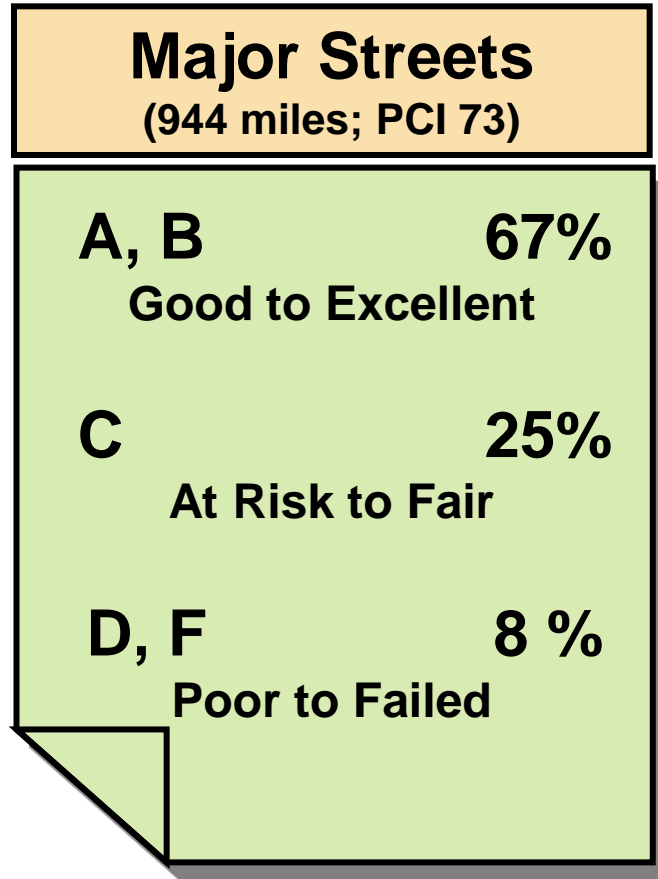 Major Streets
(944 miles; PCI 73)
A, B 67%
Good to Excellent
C 25%
At Risk to Fair
D, F 8 %
Poor to Failed